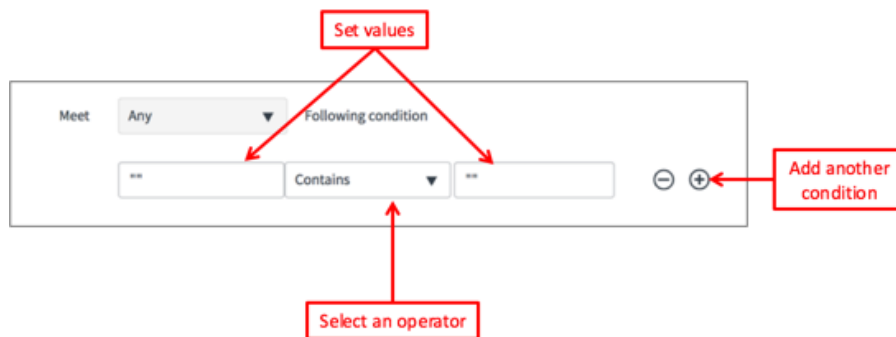 Set values
Meet Any ▼ Following condition
"" Contains ▼ ""
Add another
condition
Select an operator